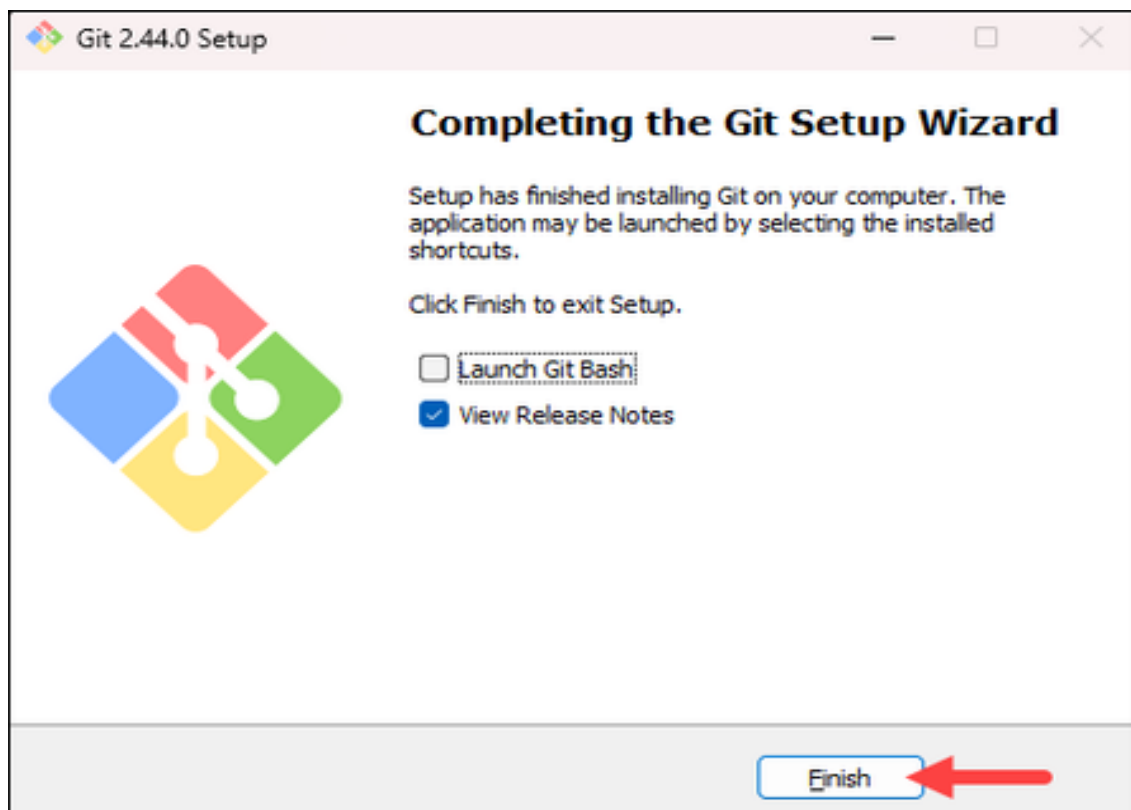 Git 2.44.0 Setup
Completing the Git Setup Wizard
Setup has finished installing Git on your computer. The
application may be launched by selecting the installed
shortcuts.
Click Finish to exit Setup.
Launch Git Bash
View Release Notes
Finish